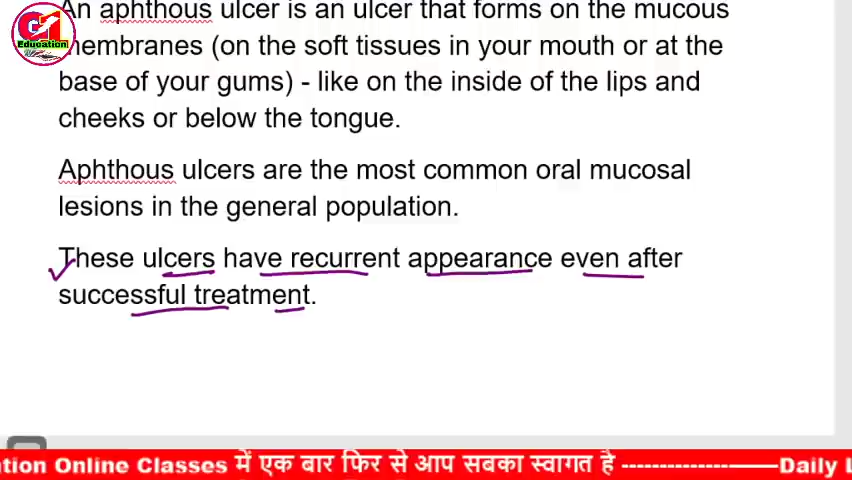 An aphthous ulcer is an ulcer that forms on the mucous
membranes (on the soft tissues in your mouth or at the
base of your gums) - like on the inside of the lips and
cheeks or below the tongue.
Aphthous ulcers are the most common oral mucosal
lesions in the general population.
These ulcers have recurrent appearance even after
successful treatment.
Education
ation Online Classes में एक बार फिर से आप सबका स्वागत है ---------------———Daily L